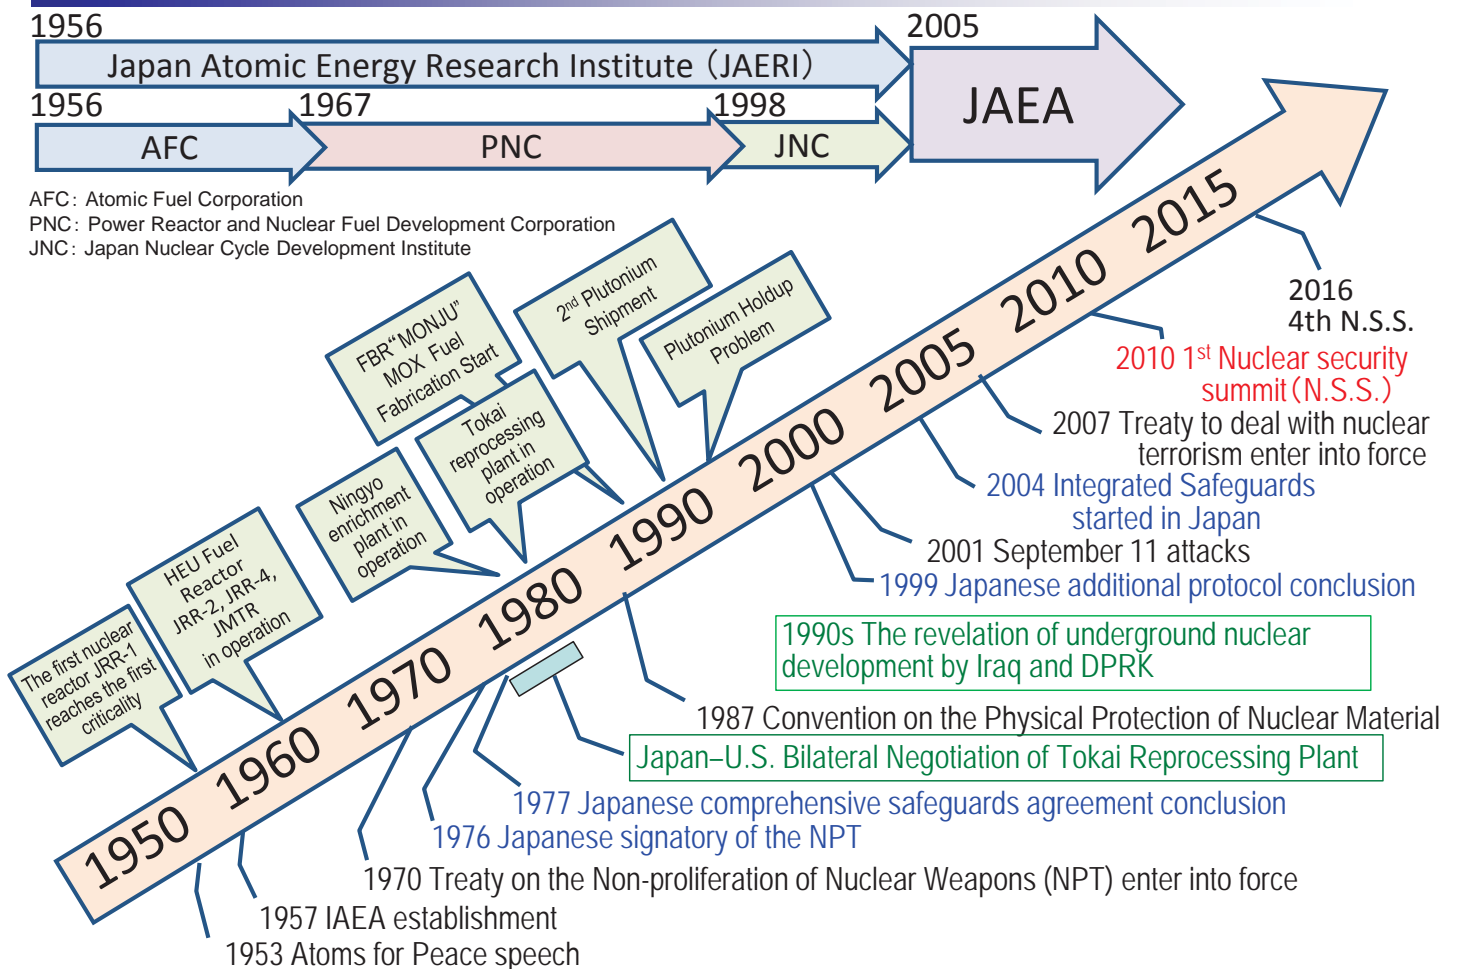 1956
2005
Japan Atomic Energy Research Institute（JAERI）
JAEA
1956
1967
1998
AFC
PNC
JNC
AFC：Atomic Fuel Corporation
PNC：Power Reactor and Nuclear Fuel Development Corporation
JNC：Japan Nuclear Cycle Development Institute
The first nuclear
reactor JRR-1
reaches the first
criticality
HEU Fuel
Reactor
JRR-2, JRR-4,
JMTR
in operation
Ningyo
enrichment
plant in
operation
FBR“MONJU”
MOX Fuel
Fabrication Start
Tokai
reprocessing
plant in
operation
2nd Plutonium
Shipment
Plutonium Holdup
Problem
1950
1960
1970
1980
1990
2000
2005
2010
2015
2016
4th N.S.S.
2010 1st Nuclear security
summit（N.S.S.）
2007 Treaty to deal with nuclear
terrorism enter into force
2004 Integrated Safeguards
started in Japan
2001 September 11 attacks
1999 Japanese additional protocol conclusion
1990s The revelation of underground nuclear
development by Iraq and DPRK
1987 Convention on the Physical Protection of Nuclear Material
Japan–U.S. Bilateral Negotiation of Tokai Reprocessing Plant
1977 Japanese comprehensive safeguards agreement conclusion
1976 Japanese signatory of the NPT
1970 Treaty on the Non-proliferation of Nuclear Weapons (NPT) enter into force
1957 IAEA establishment
1953 Atoms for Peace speech